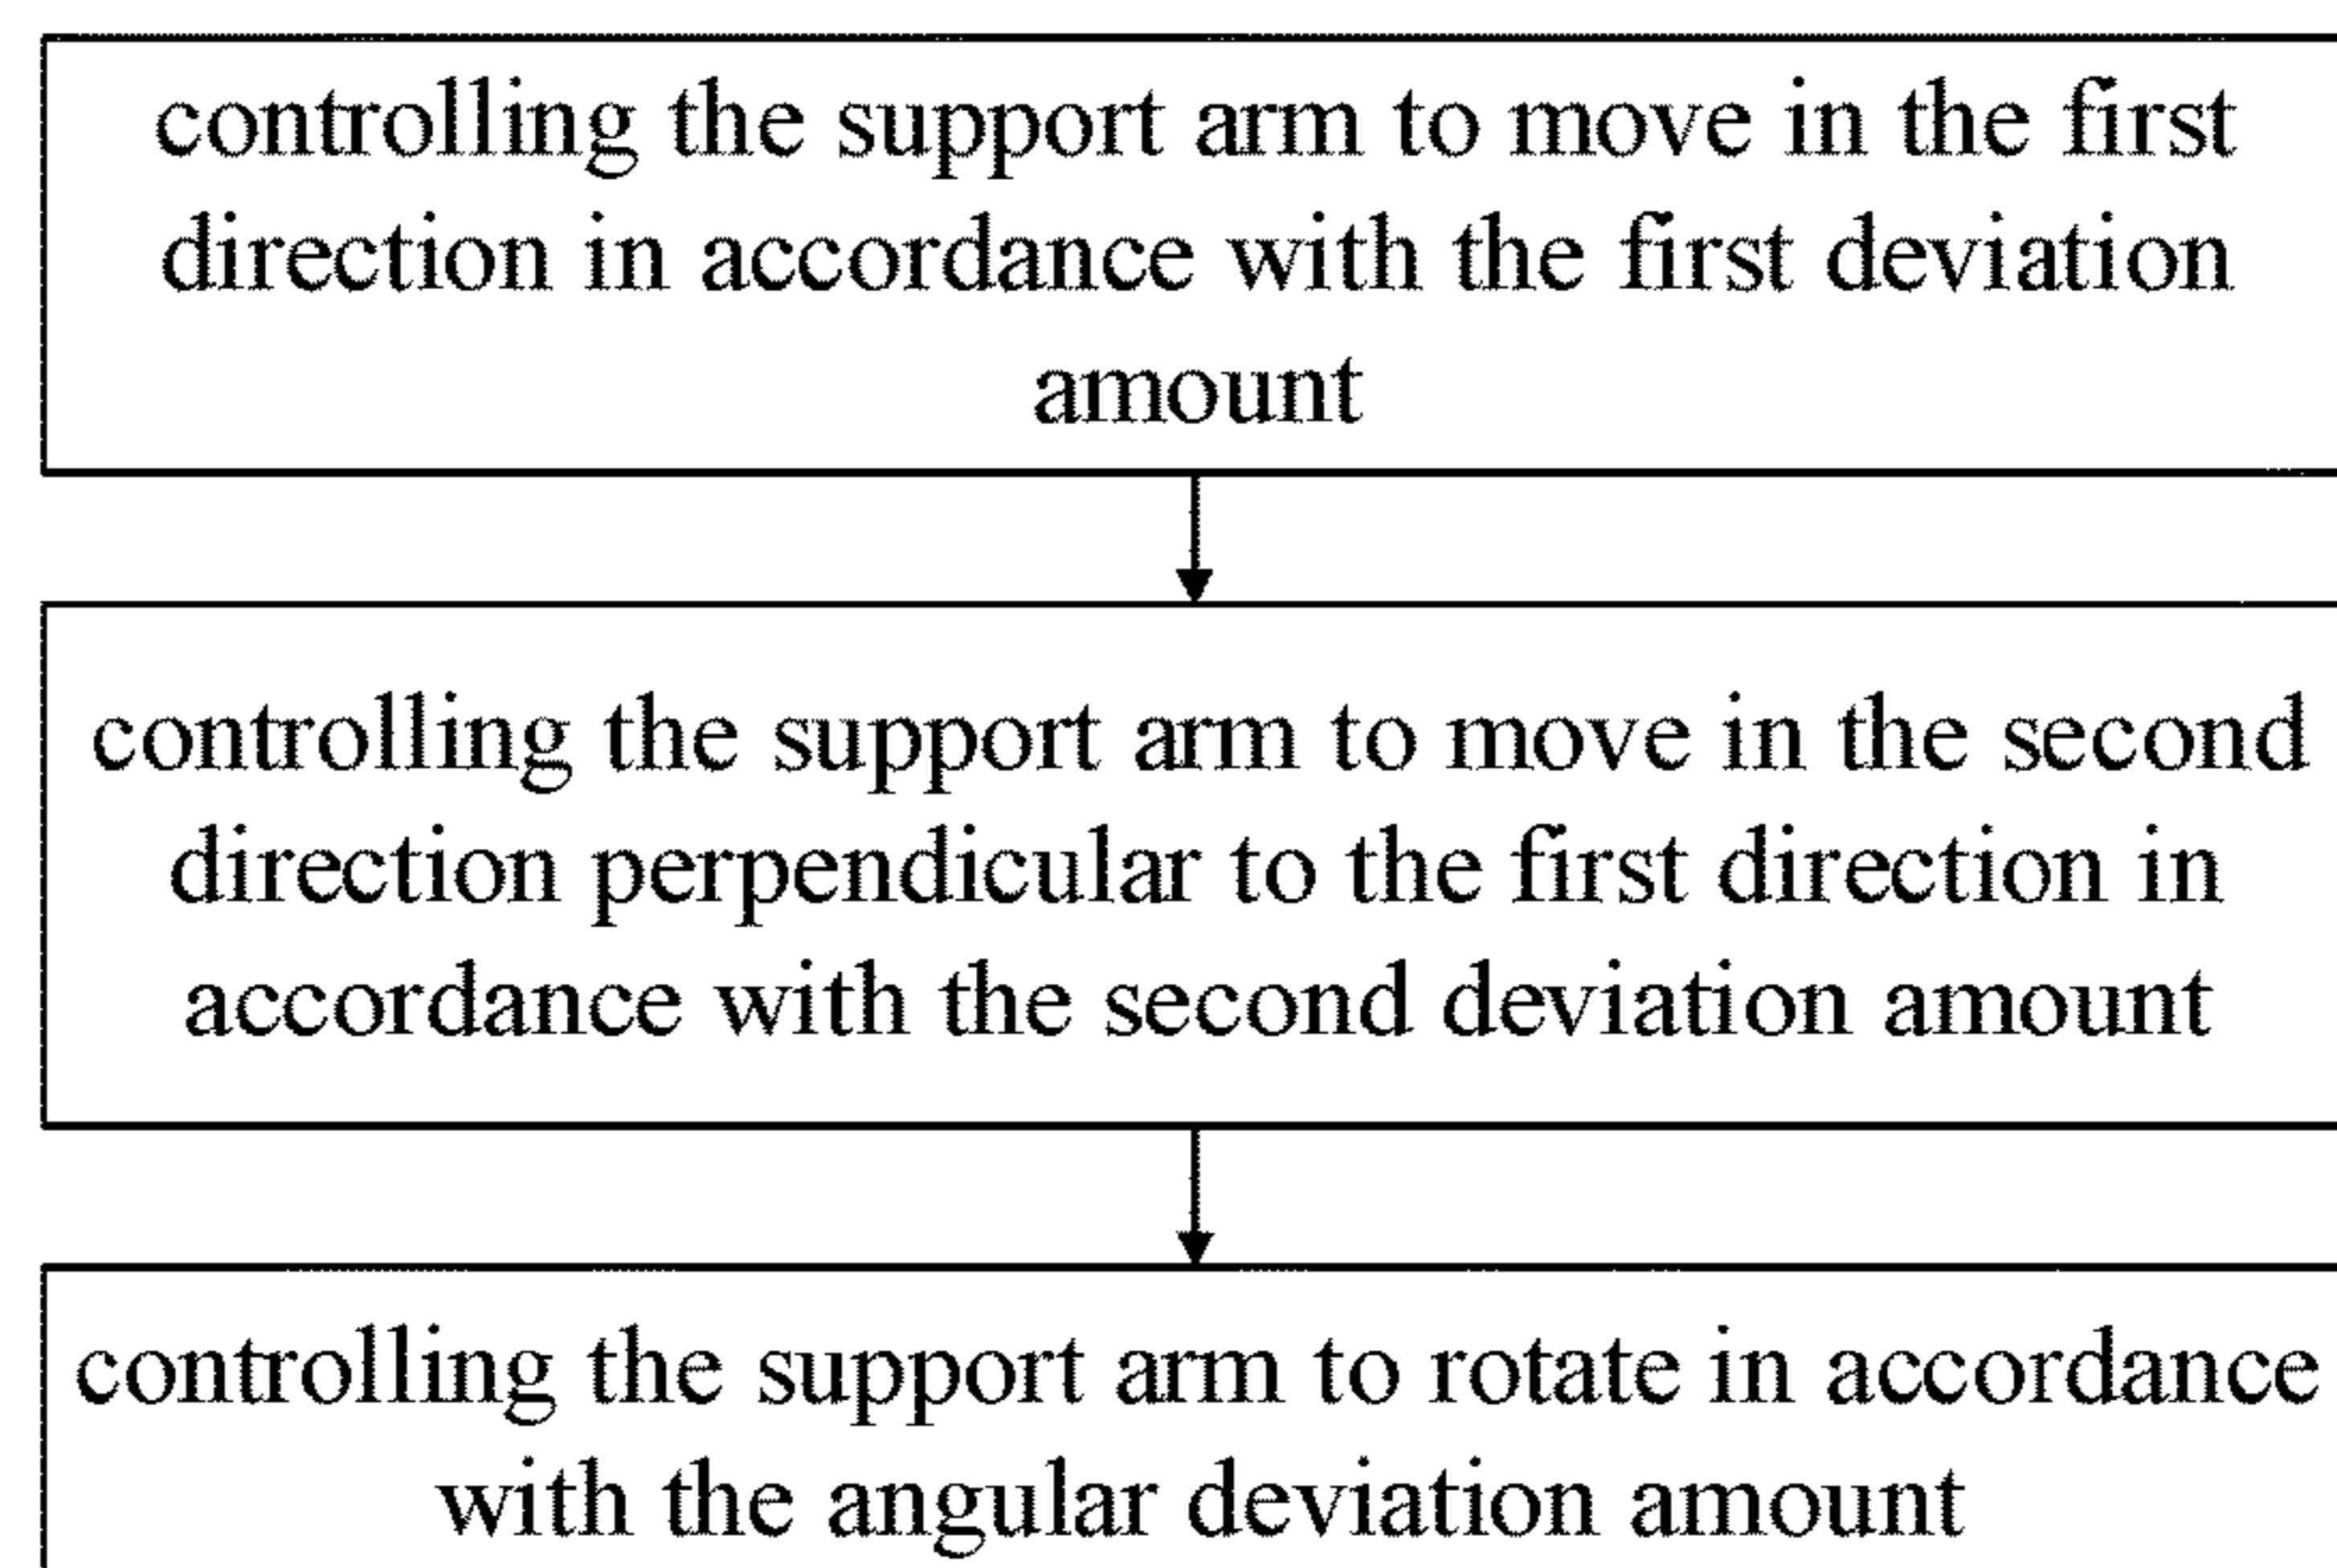 controlling the support arm to move in the first
direction in accordance with the first deviation
amount
controlling the support arm to move in the second
direction perpendicular to the first direction in
accordance with the second deviation amount
controlling the support arm to rotate in accordance
with the angular deviation amount